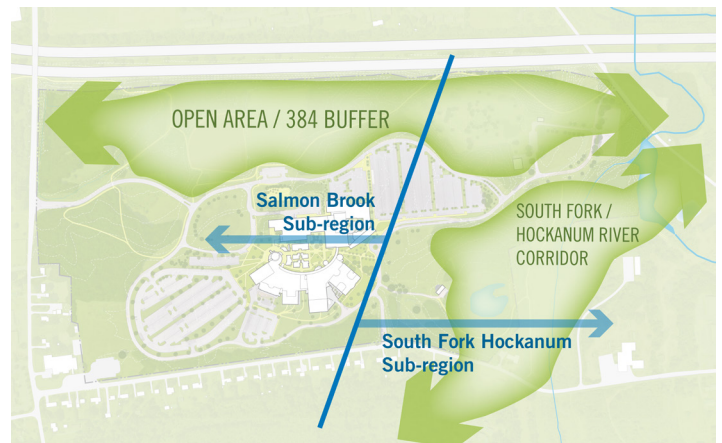 OPEN AREA / 384 BUFFER
Salmon Brook
Sub-region
SOUTH FORK /
HOCKANUM RIVER
CORRIDOR
South Fork Hockanum
Sub-region